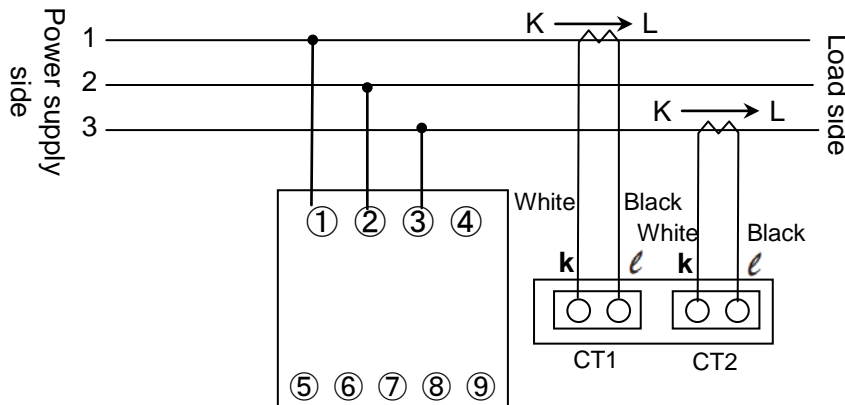 Power supply
side
1
2
3
K L
K L
Load side
① ② ③ ④
White Black
White Black
k ℓ k ℓ
CT1 CT2
⑤ ⑥ ⑦ ⑧ ⑨